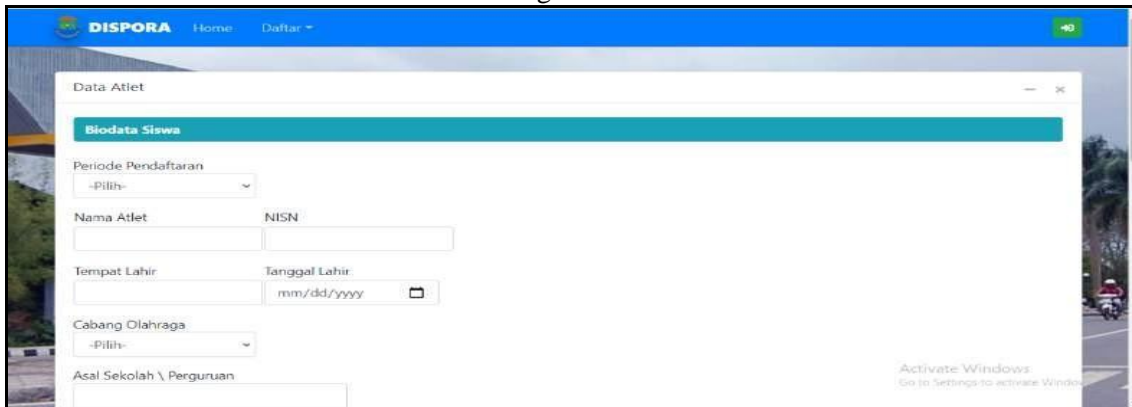 DISPORA Home Daftar
Data Atlet
Biodata Siswa
Periode Pendaftaran
-Pilih-
Nama Atlet NISN
Tempat Lahir Tanggal Lahir
mm/dd/yyyy
Cabang Olahraga
-Pilih-
Asal Sekolah \ Perguruan
Activate Windows
Go to Settings to activate Window